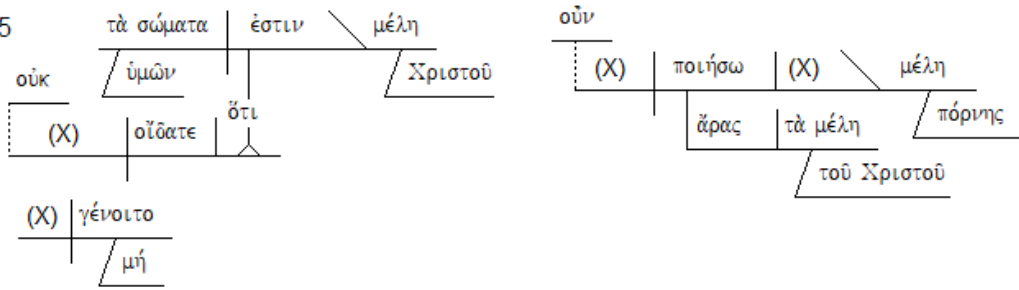 5
τὰ σώματα ἐστιν μέλη
ὑμῶν Χριστοῦ
οὐκ
ὅτι
(X) οἴδατε
(X) γένοιτο
μή
οὖν
(X) ποιήσω (X) μέλη
πόρνης
ἄρας τὰ μέλη
τοῦ Χριστοῦ